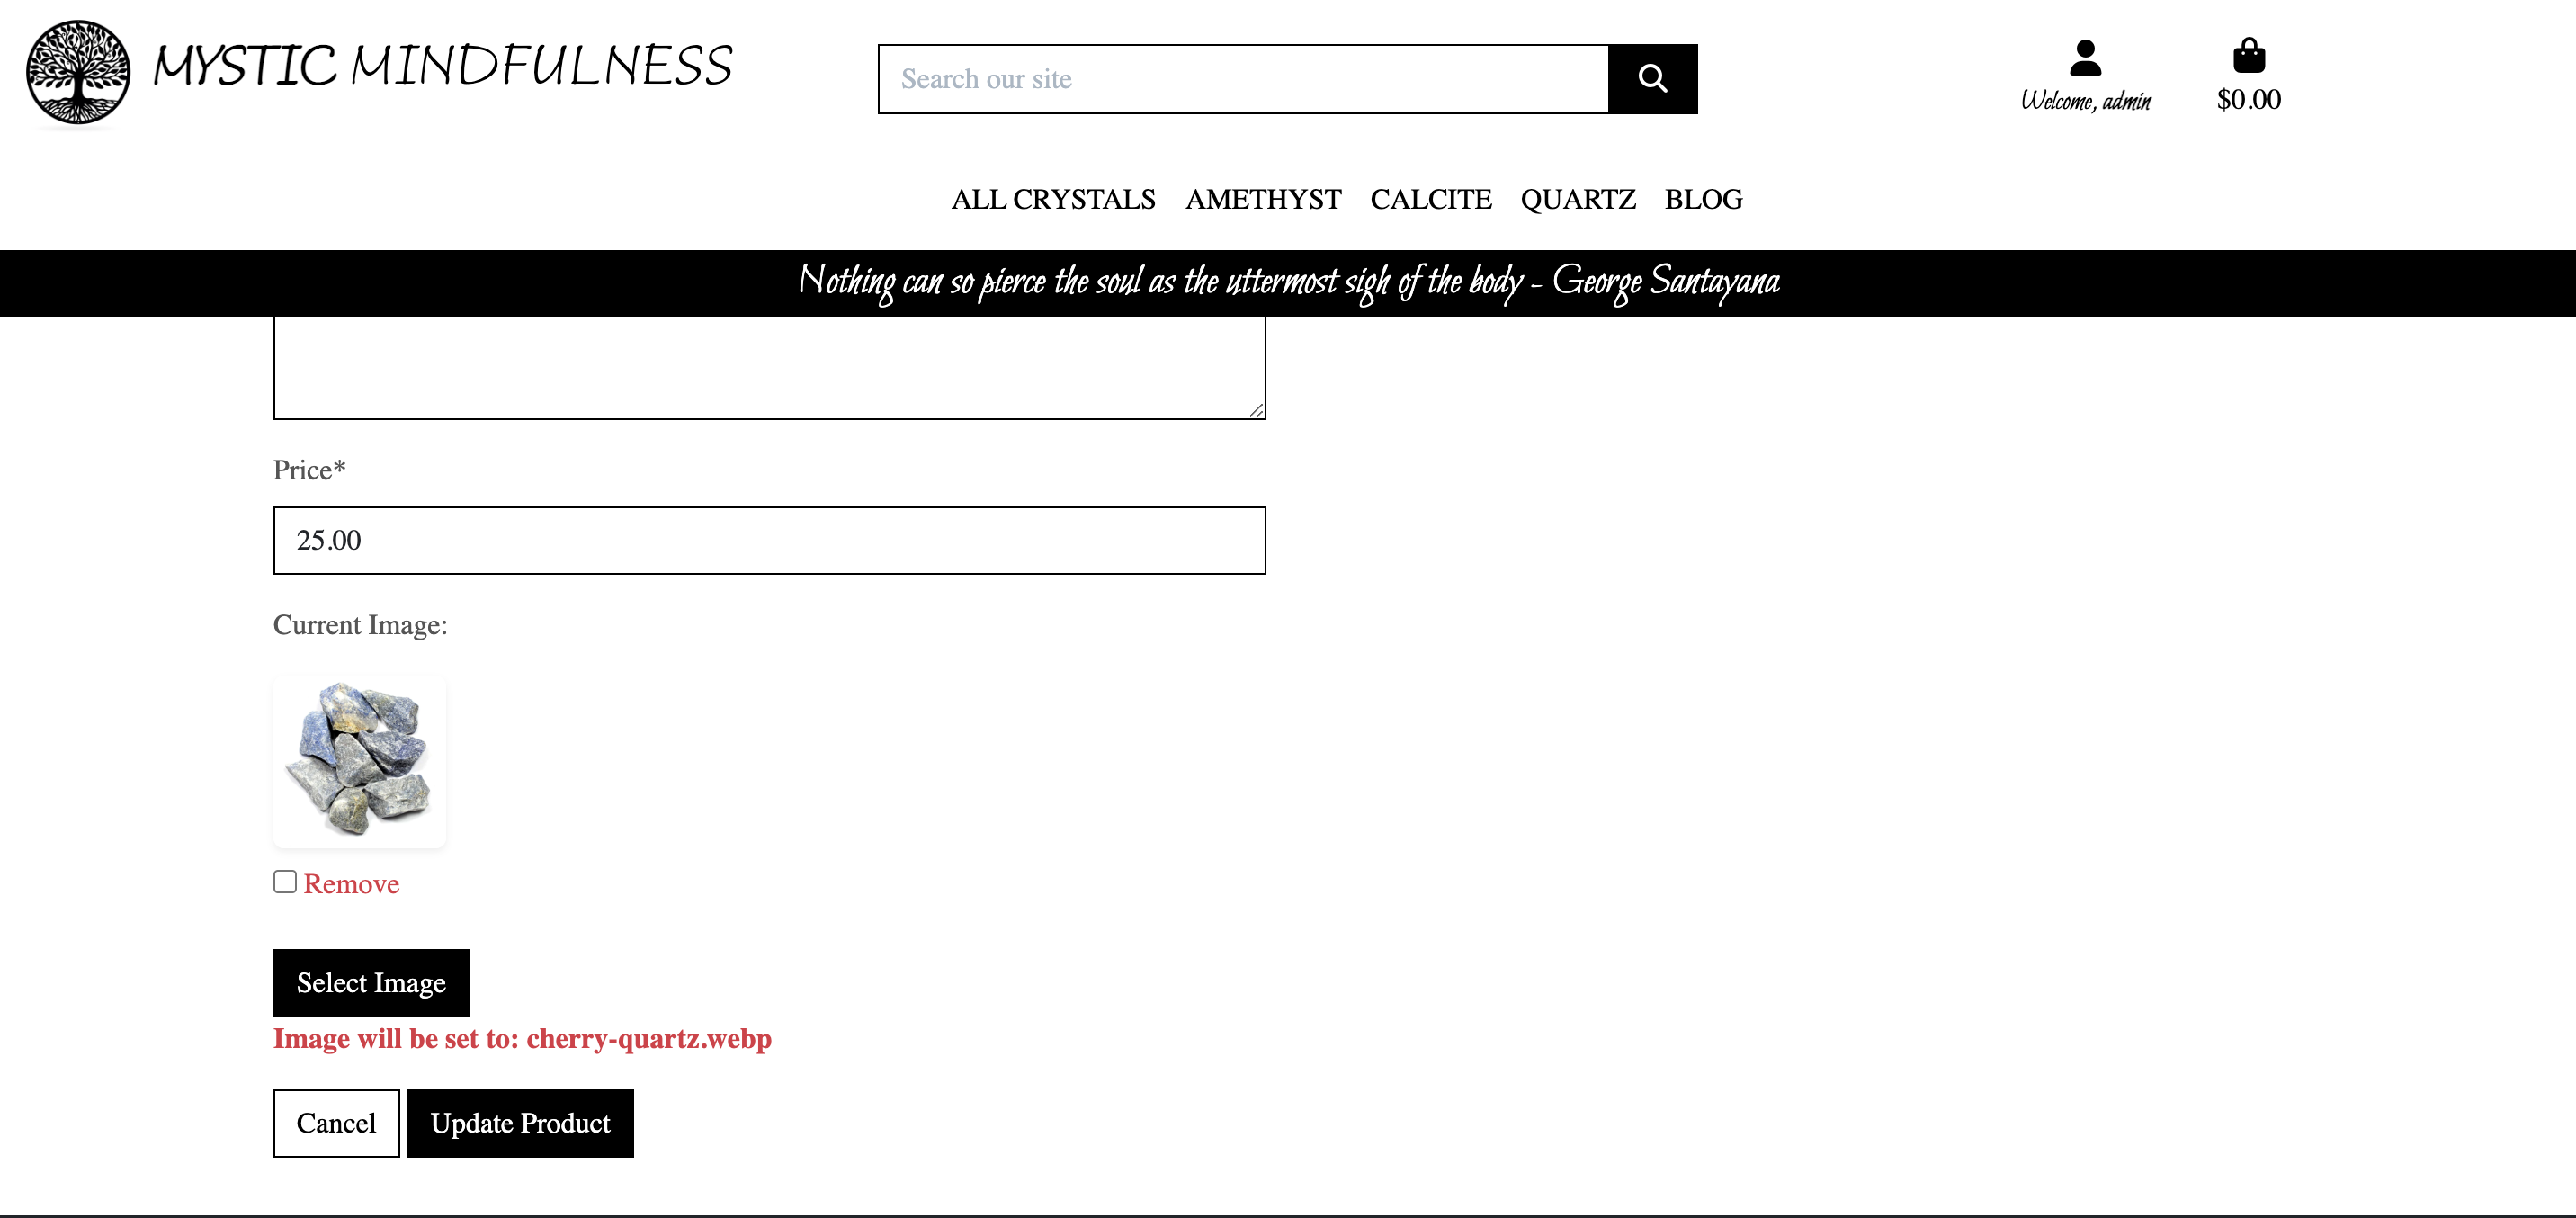 MYSTIC MINDFULNESS
Search our site
Welcome, admin
$0.00
ALL CRYSTALS AMETHYST CALCITE QUARTZ BLOG
Nothing can so pierce the soul as the uttermost sigh of the body - George Santayana
Price*
25.00
Current Image:
Remove
Select Image
Image will be set to: cherry-quartz.webp
Cancel Update Product